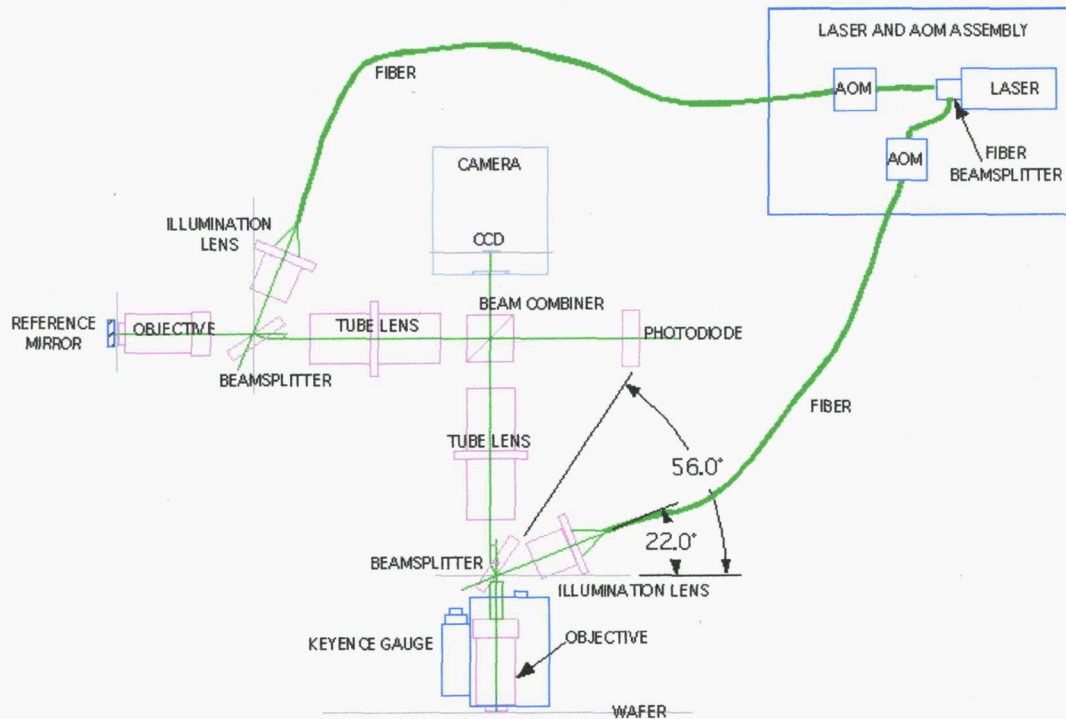 LASER AND AOM ASSEMBLY
FIBER
AOM
LASER
FIBER
BEAMSPLITTER
AOM
CAMERA
CCD
ILLUMINATION
LENS
BEAM COMBINER
REFERENCE
MIRROR
OBJECTIVE
TUBE LENS
PHOTODIODE
BEAMSPLITTER
FIBER
TUBE LENS
56.0°
22.0°
BEAMSPLITTER
ILLUMINATION LENS
KEYENCE GAUGE
OBJECTIVE
WAFER